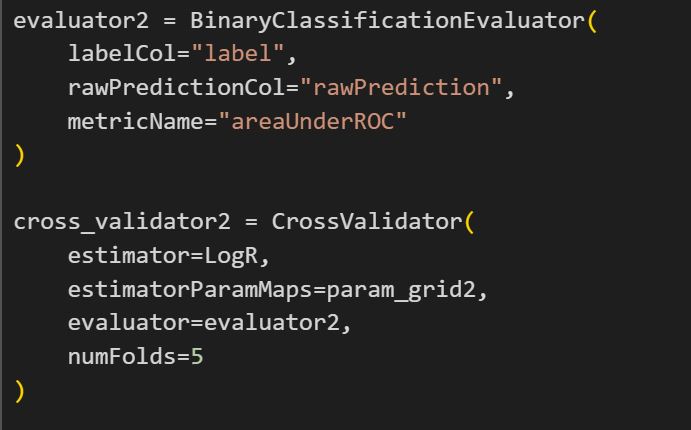 evaluator2 = BinaryClassificationEvaluator(
    labelCol="label",
    rawPredictionCol="rawPrediction",
    metricName="areaUnderROC"
)

cross_validator2 = CrossValidator(
    estimator=LogR,
    estimatorParamMaps=param_grid2,
    evaluator=evaluator2,
    numFolds=5
)